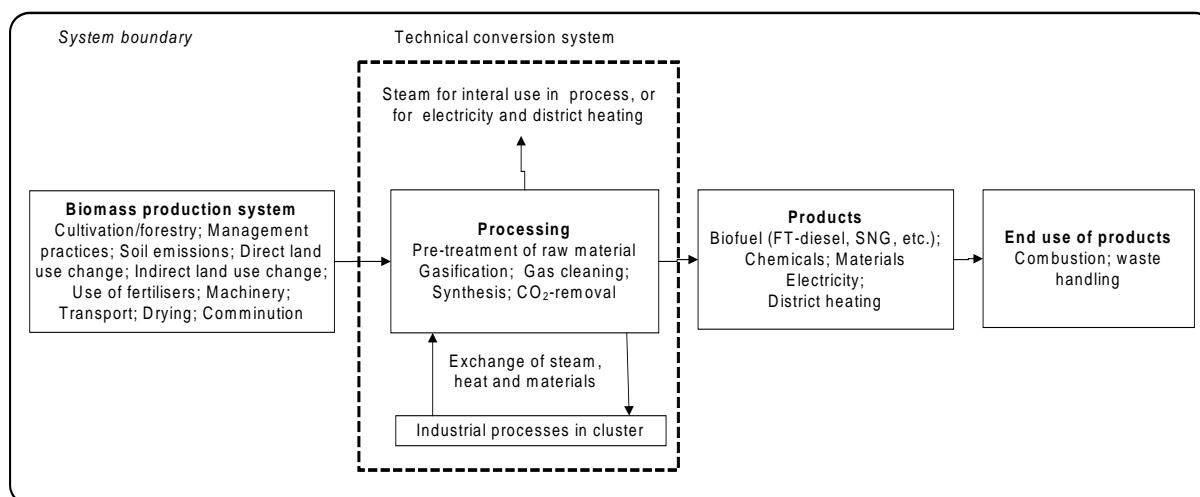 System boundary
Technical conversion system
Steam for interal use in process, or
for electricity and district heating
Biomass production system
Cultivation/forestry; Management
practices; Soil emissions; Direct land
use change; Indirect land use change;
Use of fertilisers; Machinery;
Transport; Drying; Comminution
Processing
Pre-treatment of raw material
Gasification; Gas cleaning;
Synthesis; CO₂-removal
Products
Biofuel (FT-diesel, SNG, etc.);
Chemicals; Materials
Electricity;
District heating
End use of products
Combustion; waste
handling
Exchange of steam,
heat and materials
Industrial processes in cluster